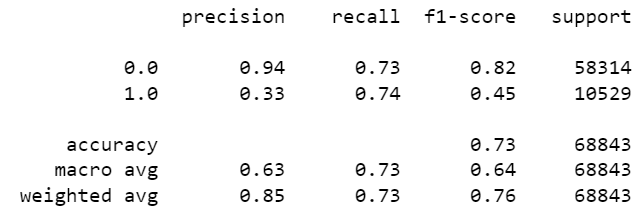 precision recall f1-score support
0.0 0.94 0.73 0.82 58314
1.0 0.33 0.74 0.45 10529
accuracy 0.73 68843
macro avg 0.63 0.73 0.64 68843
weighted avg 0.85 0.73 0.76 68843